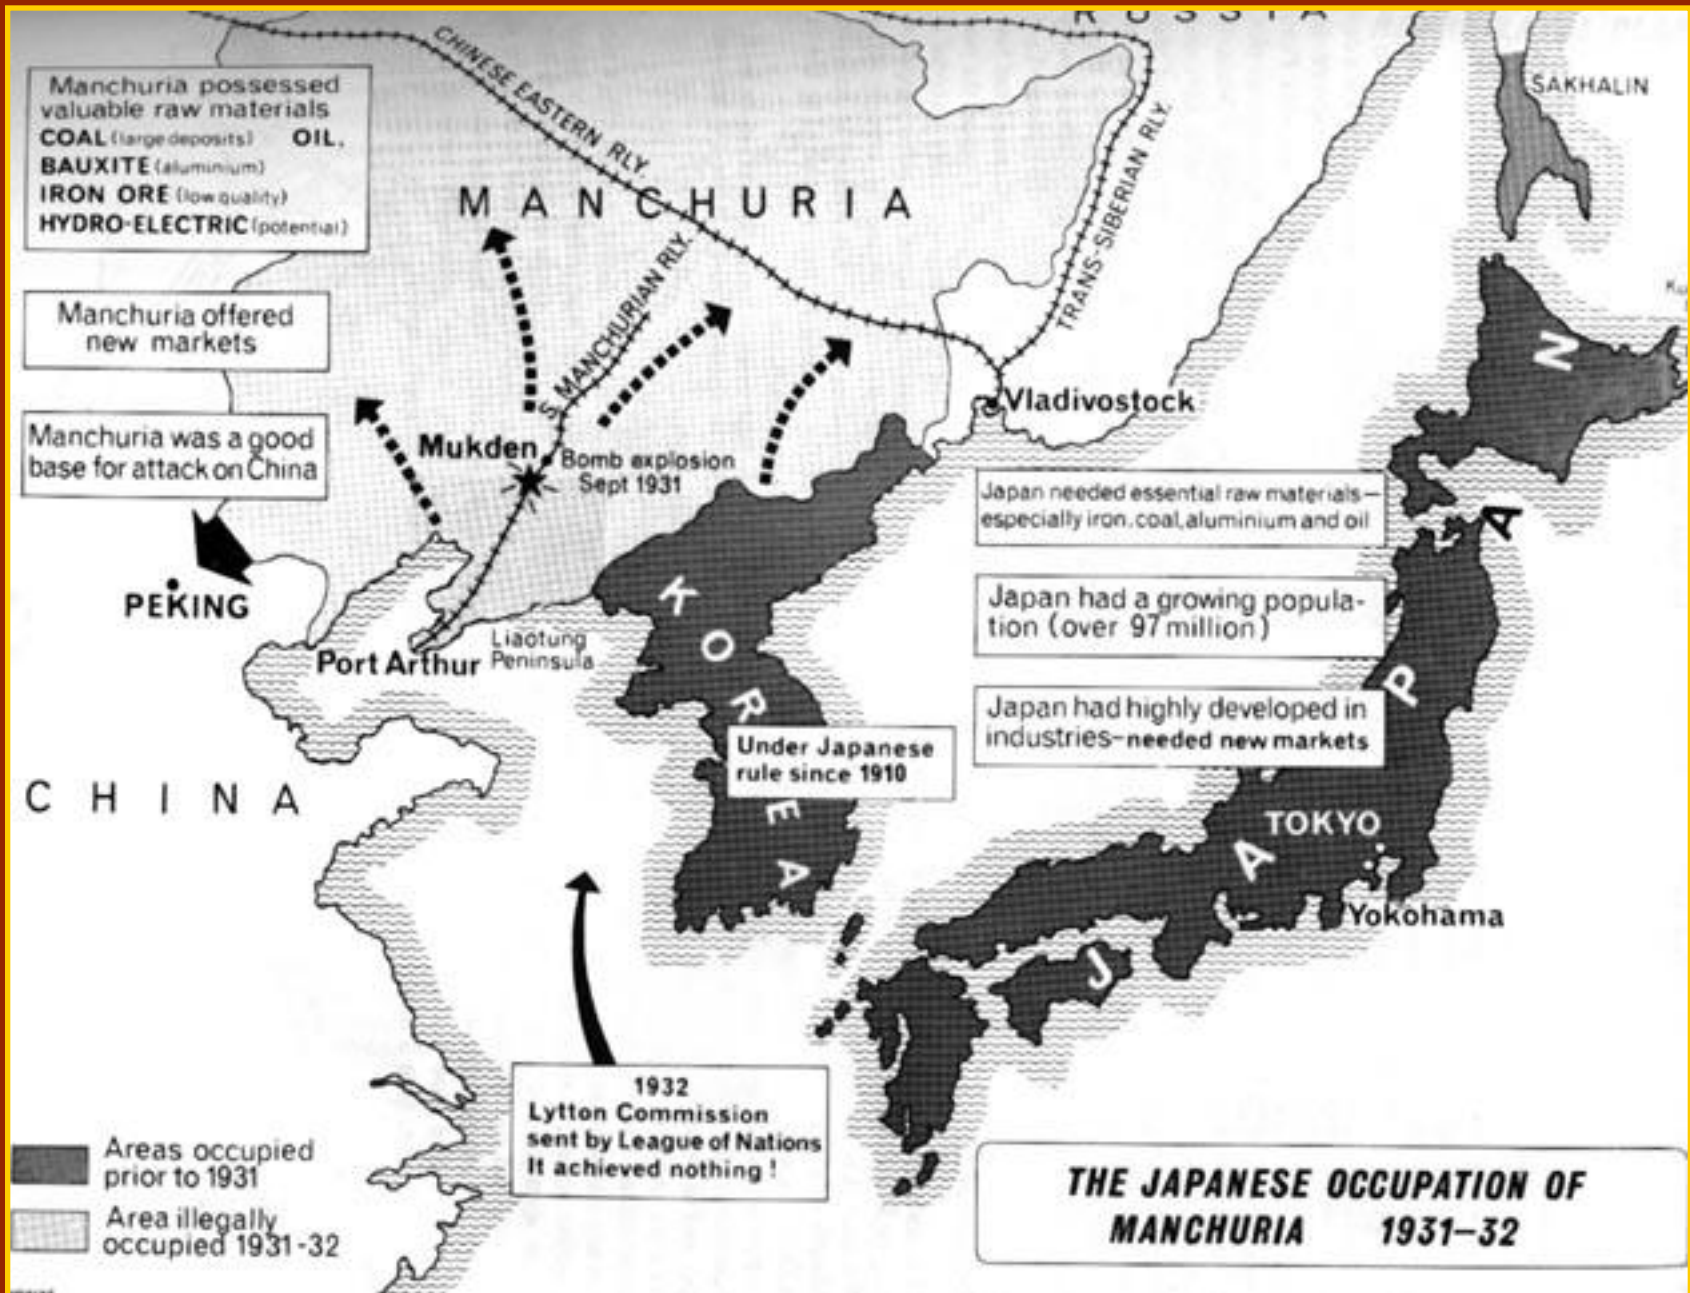 RUSSIA
SAKHALIN
CHINESE EASTERN RLY.
TRANS-SIBERIAN RLY.
Manchuria possessed
valuable raw materials
COAL (large deposits) OIL,
BAUXITE (aluminium)
IRON ORE (low quality)
HYDRO-ELECTRIC (potential)
MANCHURIA
S. MANCHURIAN RLY.
Manchuria offered
new markets
Manchuria was a good
base for attack on China
Mukden
Bomb explosion
Sept 1931
Vladivostock
PEKING
Port Arthur
Liaotung
Peninsula
KOREA
Under Japanese
rule since 1910
Japan needed essential raw materials—
especially iron, coal, aluminium and oil
Japan had a growing popula-
tion (over 97 million)
Japan had highly developed in
industries—needed new markets
JAPAN
TOKYO
Yokohama
CHINA
1932
Lytton Commission
sent by League of Nations
It achieved nothing!
Areas occupied
prior to 1931
Area illegally
occupied 1931-32
THE JAPANESE OCCUPATION OF
MANCHURIA 1931–32